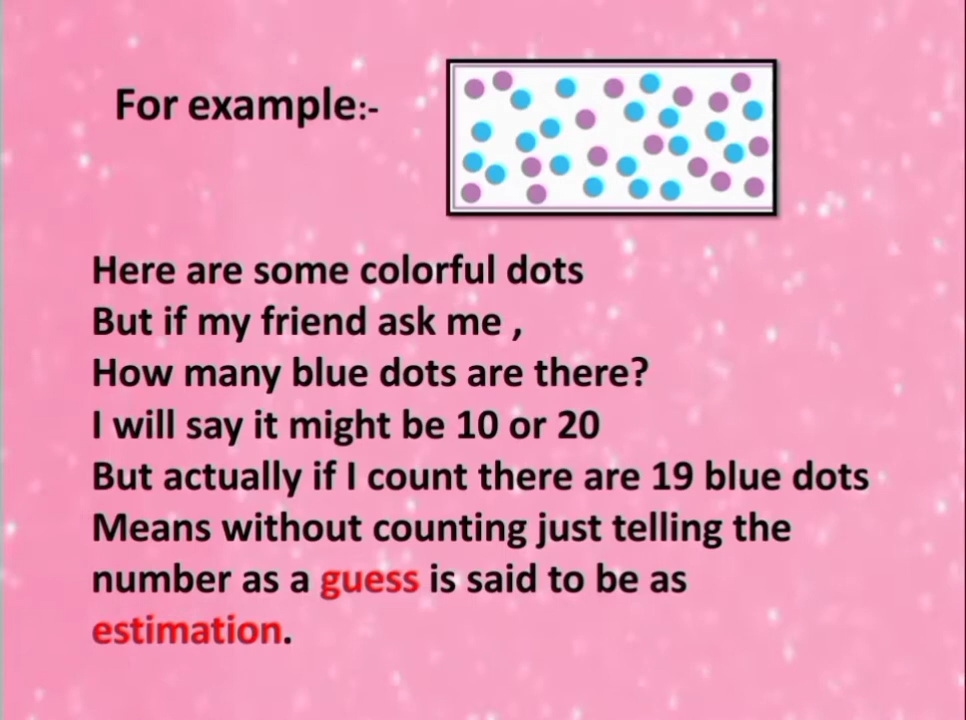 For example:-
Here are some colorful dots
But if my friend ask me ,
How many blue dots are there?
I will say it might be 10 or 20
But actually if I count there are 19 blue dots
Means without counting just telling the
number as a guess is said to be as
estimation.